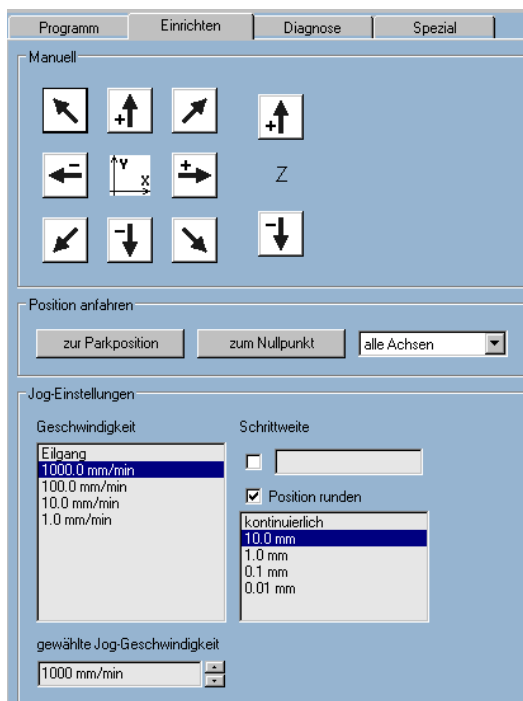 Programm Einrichten Diagnose Spezial
Manuell
+ +
- Y X + Z
- -
Position anfahren
zur Parkposition zum Nullpunkt alle Achsen
Jog-Einstellungen
Geschwindigkeit
Eilgang
1000.0 mm/min
100.0 mm/min
10.0 mm/min
1.0 mm/min
Schrittweite
Position runden
kontinuierlich
10.0 mm
1.0 mm
0.1 mm
0.01 mm
gewählte Jog-Geschwindigkeit
1000 mm/min